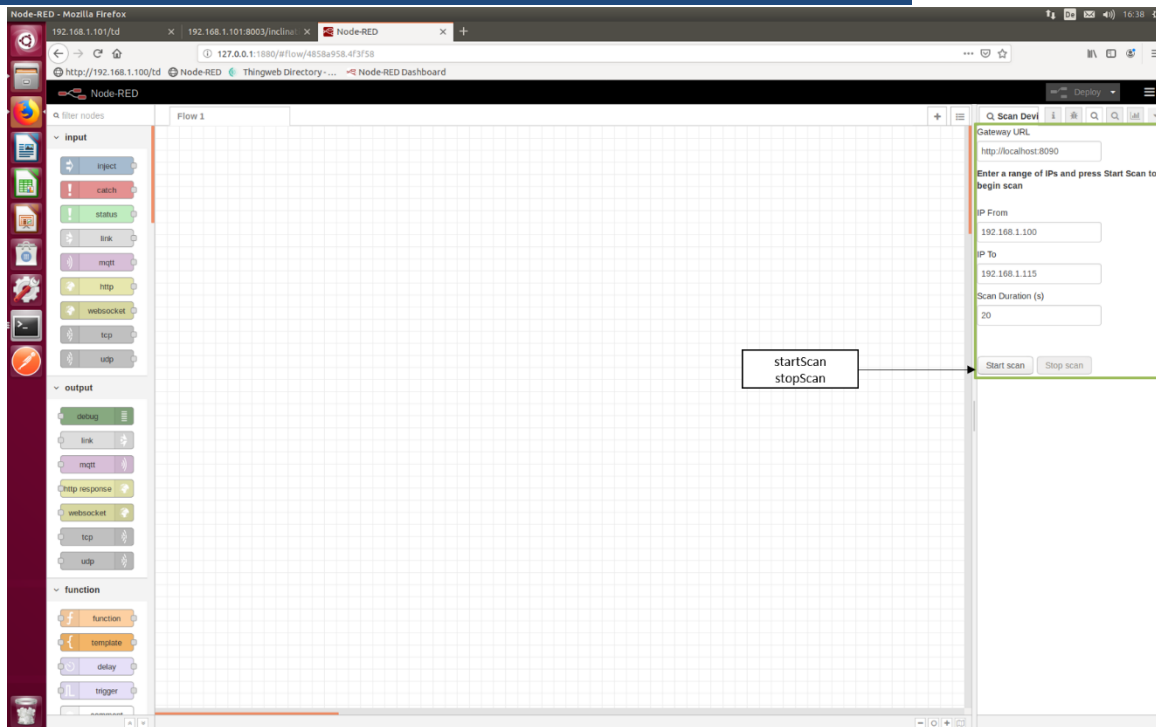 Node-RED - Mozilla Firefox
De
16:38
192.168.1.101/td
192.168.1.101:8003/inclinat
Node-RED
127.0.0.1:1880/#flow/4858a958.4f3f58
http://192.168.1.100/td
Node-RED
Thingweb Directory - ...
Node-RED Dashboard
Node-RED
Deploy
filter nodes
Flow 1
Scan Devi
input
inject
catch
status
link
mqtt
http
websocket
tcp
udp
output
debug
link
mqtt
http response
websocket
tcp
udp
function
function
template
delay
trigger
comment
startScan
stopScan
Gateway URL
http://localhost:8090
Enter a range of IPs and press Start Scan to
begin scan
IP From
192.168.1.100
IP To
192.168.1.115
Scan Duration (s)
20
Start scan
Stop scan